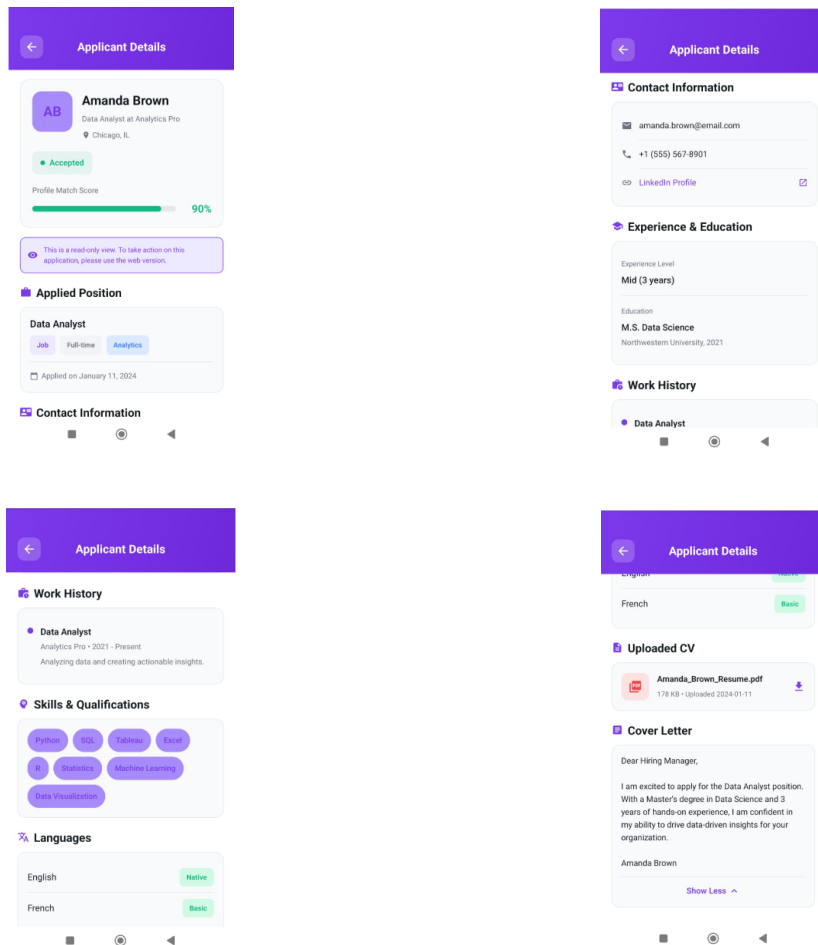 Applicant Details
AB
Amanda Brown
Data Analyst at Analytics Pro
Chicago, IL
Accepted
Profile Match Score
90%
This is a read-only view. To take action on this
application, please use the web version.
Applied Position
Data Analyst
Job Full-time Analytics
Applied on January 11, 2024
Contact Information
Applicant Details
Contact Information
amanda.brown@email.com
+1 (555) 567-8901
LinkedIn Profile
Experience & Education
Experience Level
Mid (3 years)
Education
M.S. Data Science
Northwestern University, 2021
Work History
Data Analyst
Applicant Details
Work History
Data Analyst
Analytics Pro • 2021 - Present
Analyzing data and creating actionable insights.
Skills & Qualifications
Python SQL Tableau Excel
R Statistics Machine Learning
Data Visualization
Languages
English Native
French Basic
Applicant Details
English Native
French Basic
Uploaded CV
PDF
Amanda_Brown_Resume.pdf
178 KB • Uploaded 2024-01-11
Cover Letter
Dear Hiring Manager,
I am excited to apply for the Data Analyst position.
With a Master's degree in Data Science and 3
years of hands-on experience, I am confident in
my ability to drive data-driven insights for your
organization.
Amanda Brown
Show Less